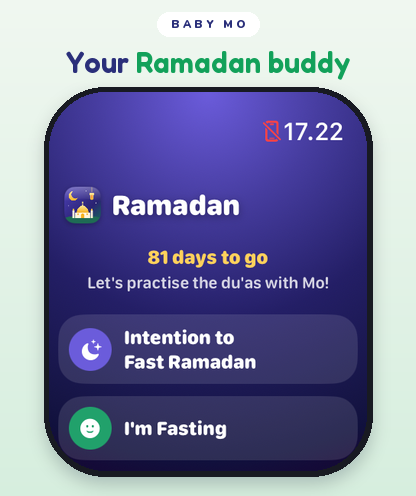 BABY MO
Your Ramadan buddy
17.22
Ramadan
81 days to go
Let's practise the du'as with Mo!
Intention to
Fast Ramadan
I'm Fasting